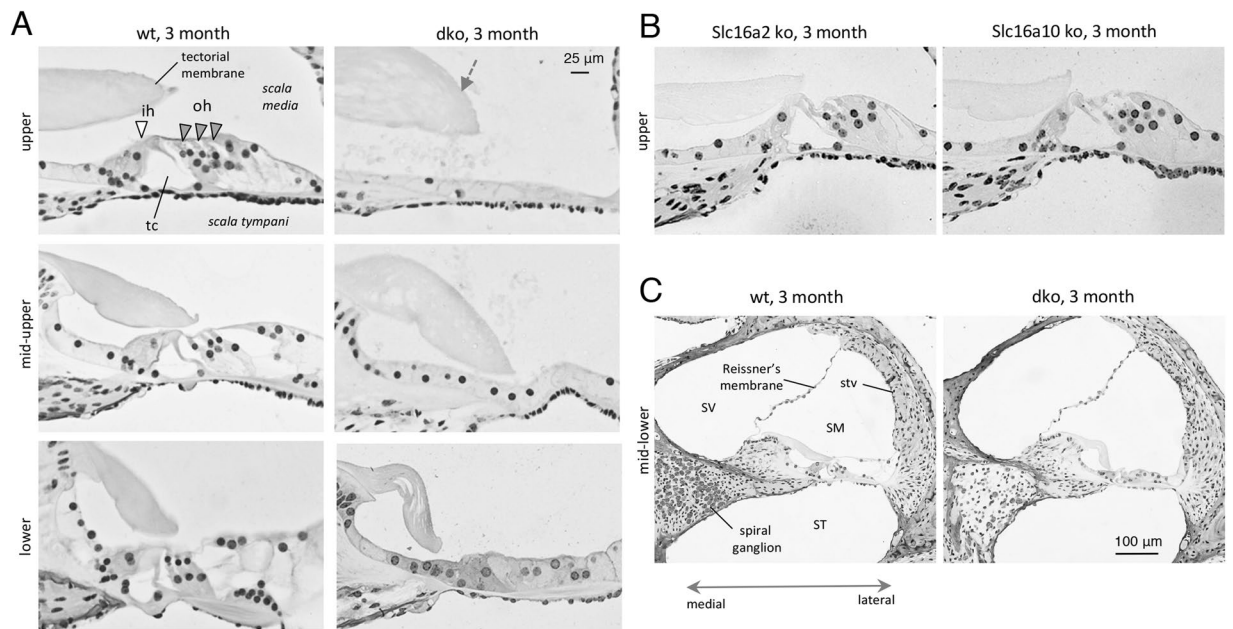 A
wt, 3 month
dko, 3 month
upper
tectorial
membrane
scala
media
ih
oh
tc
scala tympani
25 µm
mid-upper
lower
B
Slc16a2 ko, 3 month
Slc16a10 ko, 3 month
upper
C
wt, 3 month
dko, 3 month
mid-lower
Reissner's
membrane
stv
SV
SM
spiral
ganglion
ST
100 µm
medial
lateral